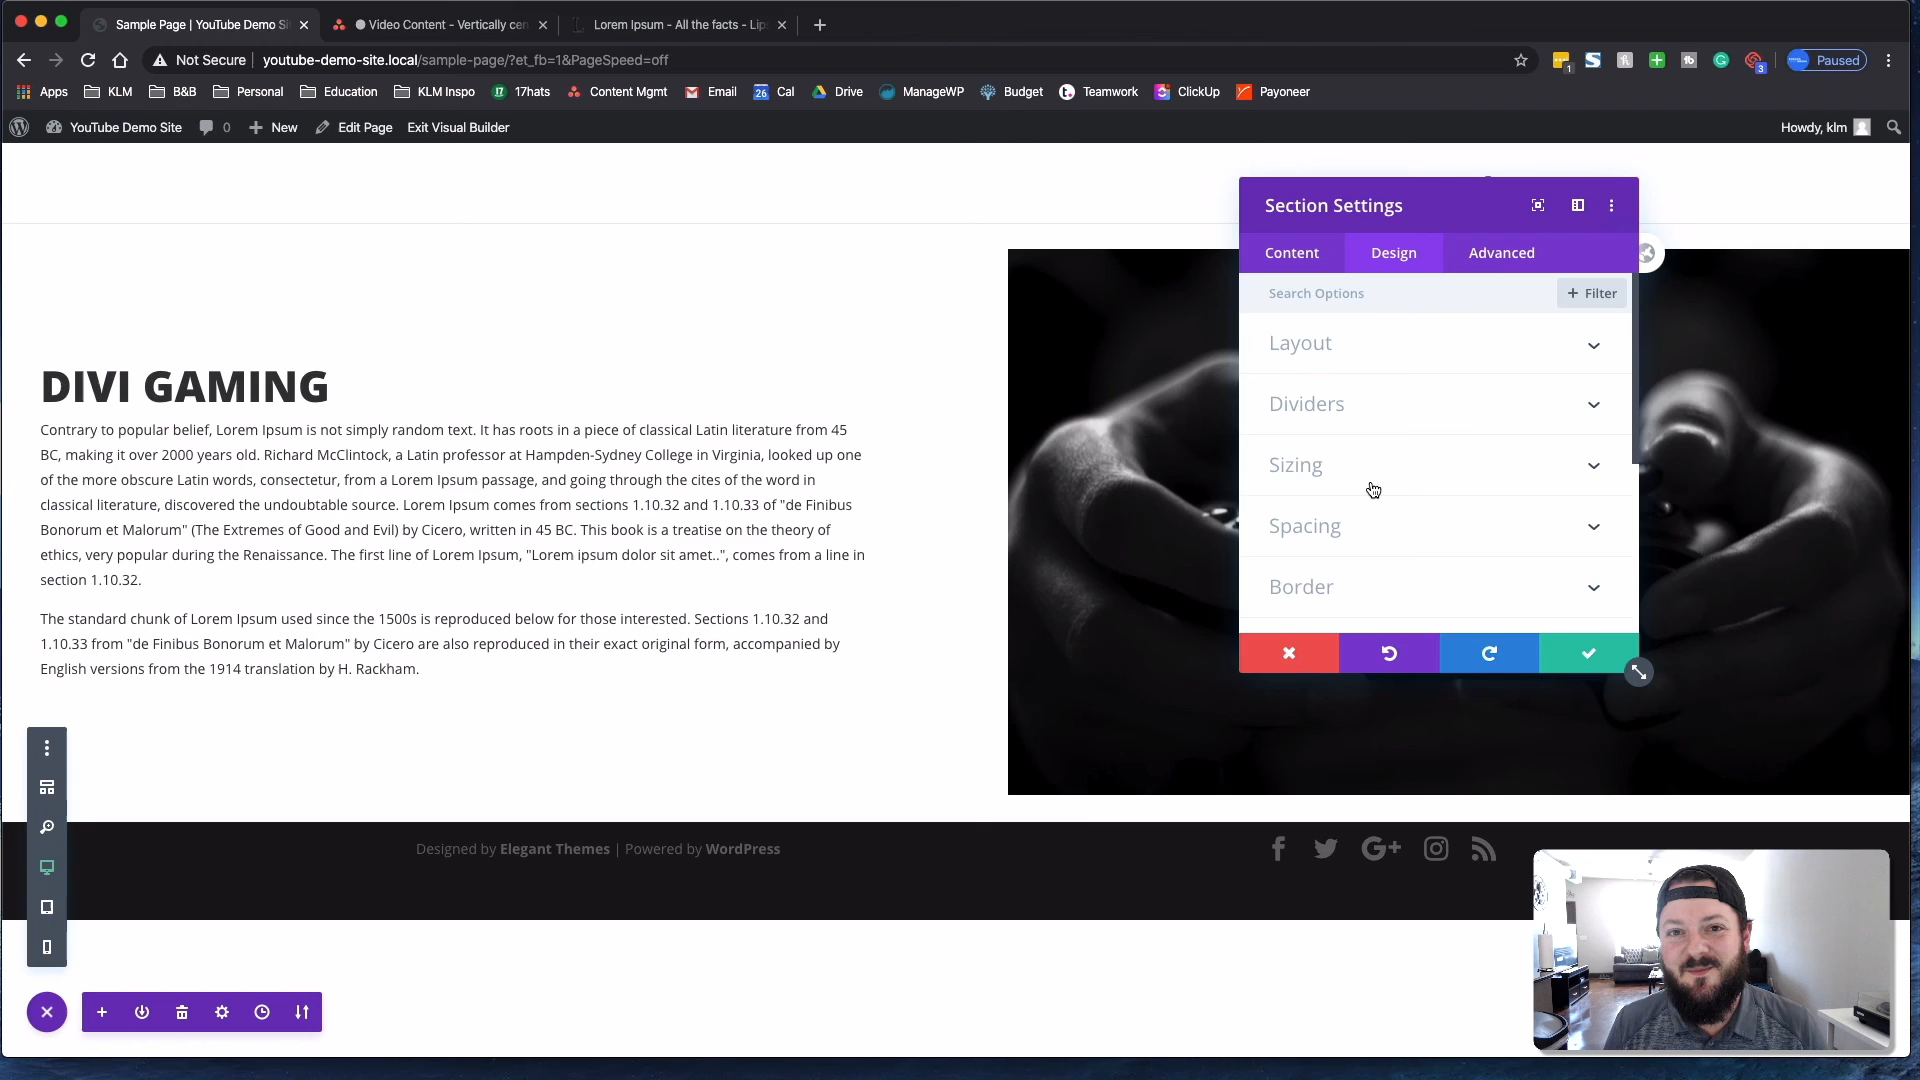 Sample Page | YouTube Demo Si
Video Content - Vertically cen
Lorem Ipsum - All the facts - Lip
Not Secure
youtube-demo-site.local/sample-page/?et_fb=1&PageSpeed=off
1
3
Paused
Apps
KLM
B&B
Personal
Education
KLM Inspo
17hats
Content Mgmt
Email
26
Cal
Drive
ManageWP
Budget
Teamwork
ClickUp
Payoneer
YouTube Demo Site
0
New
Edit Page
Exit Visual Builder
Howdy, klm
Section Settings
Content
Design
Advanced
Search Options
+ Filter
Layout
Dividers
Sizing
Spacing
Border
DIVI GAMING
Contrary to popular belief, Lorem Ipsum is not simply random text. It has roots in a piece of classical Latin literature from 45
BC, making it over 2000 years old. Richard McClintock, a Latin professor at Hampden-Sydney College in Virginia, looked up one
of the more obscure Latin words, consectetur, from a Lorem Ipsum passage, and going through the cites of the word in
classical literature, discovered the undoubtable source. Lorem Ipsum comes from sections 1.10.32 and 1.10.33 of "de Finibus
Bonorum et Malorum" (The Extremes of Good and Evil) by Cicero, written in 45 BC. This book is a treatise on the theory of
ethics, very popular during the Renaissance. The first line of Lorem Ipsum, "Lorem ipsum dolor sit amet..", comes from a line in
section 1.10.32.
The standard chunk of Lorem Ipsum used since the 1500s is reproduced below for those interested. Sections 1.10.32 and
1.10.33 from "de Finibus Bonorum et Malorum" by Cicero are also reproduced in their exact original form, accompanied by
English versions from the 1914 translation by H. Rackham.
Designed by Elegant Themes | Powered by WordPress